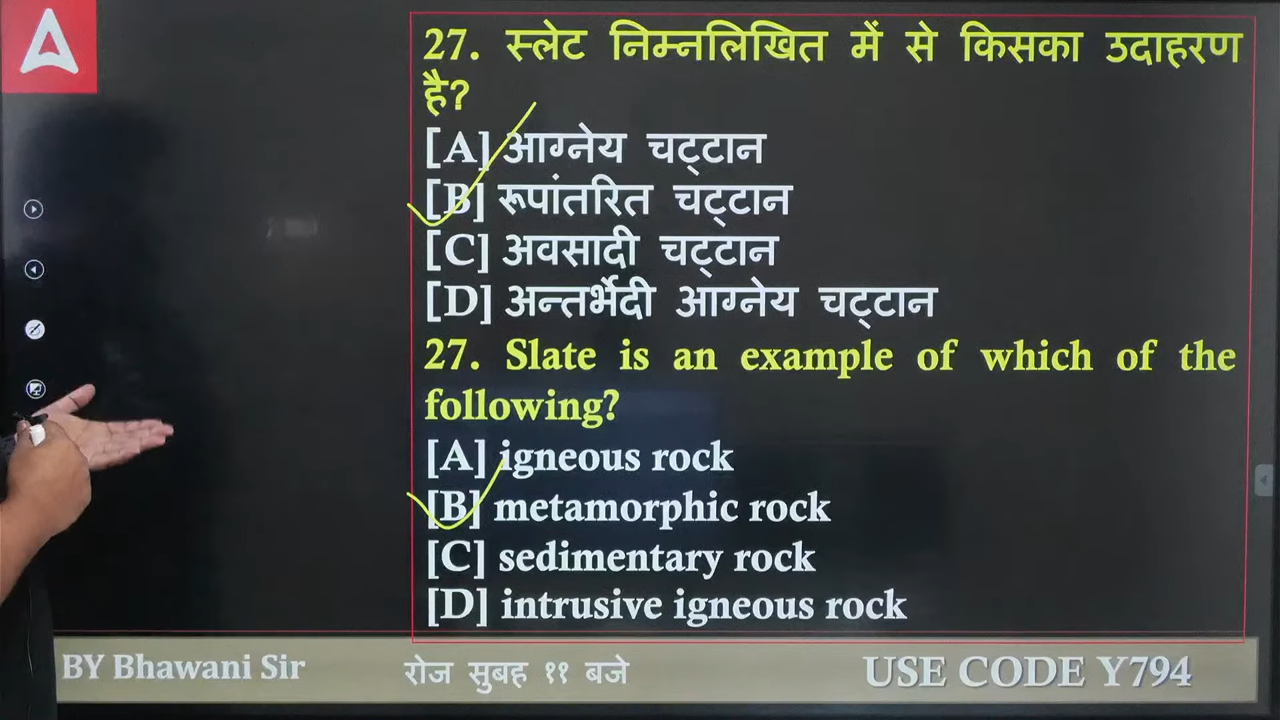 27. स्लेट निम्नलिखित में से किसका उदाहरण
है?
[A] आग्नेय चट्टान
[B] रूपांतरित चट्टान
[C] अवसादी चट्टान
[D] अन्तर्भेदी आग्नेय चट्टान
27. Slate is an example of which of the
following?
[A] igneous rock
[B] metamorphic rock
[C] sedimentary rock
[D] intrusive igneous rock
BY Bhawani Sir रोज सुबह ११ बजे USE CODE Y794